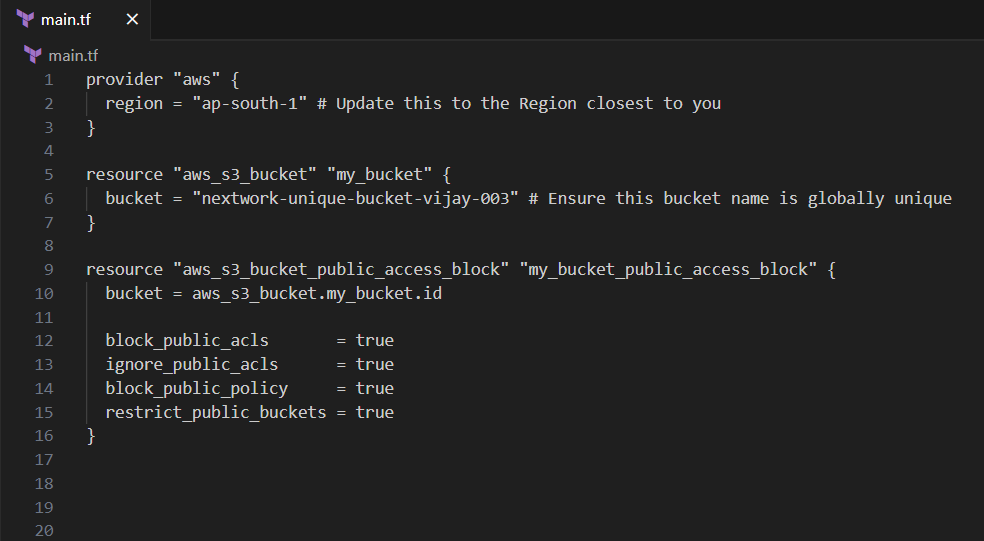 main.tf ×
main.tf
1 provider "aws" {
2   region = "ap-south-1" # Update this to the Region closest to you
3 }
4
5 resource "aws_s3_bucket" "my_bucket" {
6   bucket = "nextwork-unique-bucket-vijay-003" # Ensure this bucket name is globally unique
7 }
8
9 resource "aws_s3_bucket_public_access_block" "my_bucket_public_access_block" {
10   bucket = aws_s3_bucket.my_bucket.id
11
12   block_public_acls       = true
13   ignore_public_acls      = true
14   block_public_policy     = true
15   restrict_public_buckets = true
16 }
17
18
19
20